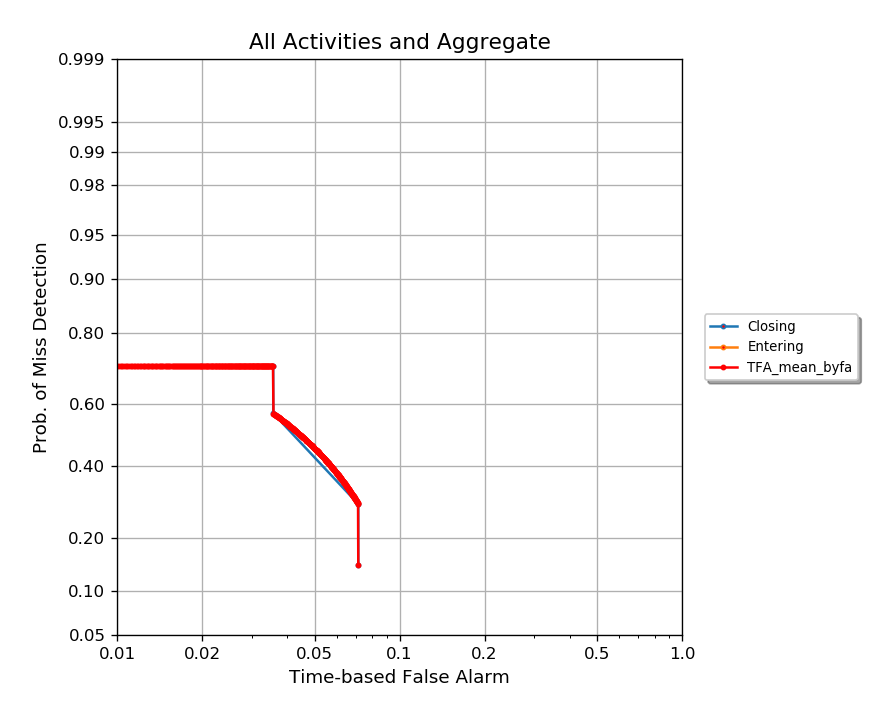 All Activities and Aggregate
0.999
0.995
0.99
0.98
0.95
0.90
0.80
0.60
0.40
0.20
0.10
0.05
Prob. of Miss Detection
0.01 0.02 0.05 0.1 0.2 0.5 1.0
Time-based False Alarm
Closing
Entering
TFA_mean_byfa